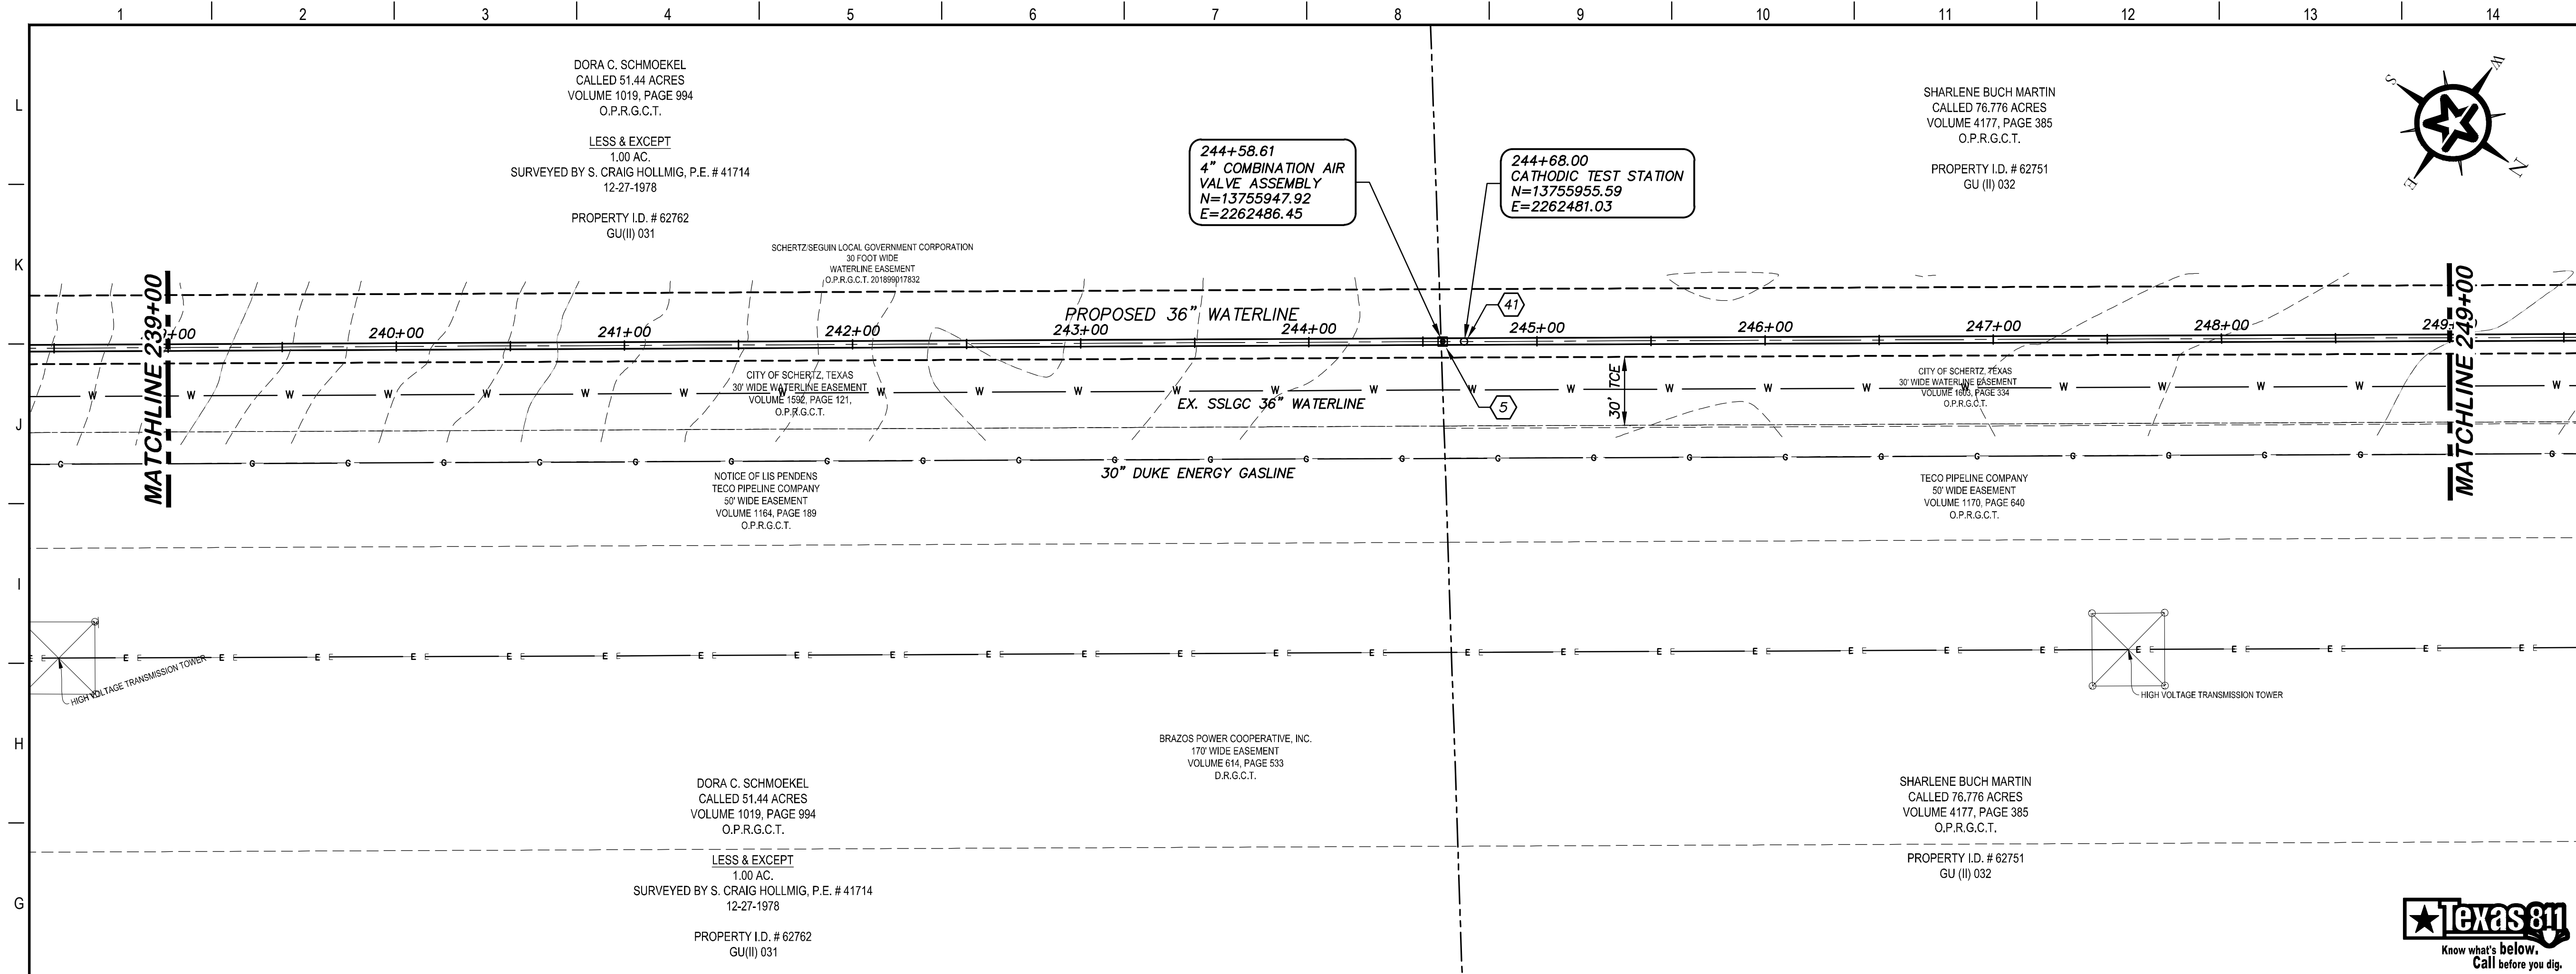 1 2 3 4 5 6 7 8 9 10 11 12 13 14
L
K
J
I
H
G
DORA C. SCHMOEKEL
CALLED 51.44 ACRES
VOLUME 1019, PAGE 994
O.P.R.G.C.T.
LESS & EXCEPT
1.00 AC.
SURVEYED BY S. CRAIG HOLLMIG, P.E. # 41714
12-27-1978
PROPERTY I.D. # 62762
GU(II) 031
SHARLENE BUCH MARTIN
CALLED 76.776 ACRES
VOLUME 4177, PAGE 385
O.P.R.G.C.T.
PROPERTY I.D. # 62751
GU (II) 032
S
W
E
N
244+58.61
4" COMBINATION AIR
VALVE ASSEMBLY
N=13755947.92
E=2262486.45
244+68.00
CATHODIC TEST STATION
N=13755955.59
E=2262481.03
SCHERTZ/SEGUIN LOCAL GOVERNMENT CORPORATION
30 FOOT WIDE
WATERLINE EASEMENT
O.P.R.G.C.T. 201899017832
PROPOSED 36" WATERLINE
41
MATCHLINE 239+00
+00 240+00 241+00 242+00 243+00 244+00 245+00 246+00 247+00 248+00 249
MATCHLINE 249+00
CITY OF SCHERTZ, TEXAS
30' WIDE WATERLINE EASEMENT
VOLUME 1592, PAGE 121,
O.P.R.G.C.T.
W W W W W W W W W W W W W W W W W W W W W W W W W W
EX. SSLGC 36" WATERLINE
5
30' TCE
CITY OF SCHERTZ, TEXAS
30' WIDE WATERLINE EASEMENT
VOLUME 1603, PAGE 334
O.P.R.G.C.T.
G G G G G G G G G G G G G G G G G G G G G G G G G G
30" DUKE ENERGY GASLINE
NOTICE OF LIS PENDENS
TECO PIPELINE COMPANY
50' WIDE EASEMENT
VOLUME 1164, PAGE 189
O.P.R.G.C.T.
TECO PIPELINE COMPANY
50' WIDE EASEMENT
VOLUME 1170, PAGE 640
O.P.R.G.C.T.
E E E E E E E E E E E E E E E E E E E E E E E E E E
HIGH VOLTAGE TRANSMISSION TOWER
HIGH VOLTAGE TRANSMISSION TOWER
BRAZOS POWER COOPERATIVE, INC.
170' WIDE EASEMENT
VOLUME 614, PAGE 533
D.R.G.C.T.
DORA C. SCHMOEKEL
CALLED 51.44 ACRES
VOLUME 1019, PAGE 994
O.P.R.G.C.T.
LESS & EXCEPT
1.00 AC.
SURVEYED BY S. CRAIG HOLLMIG, P.E. # 41714
12-27-1978
PROPERTY I.D. # 62762
GU(II) 031
SHARLENE BUCH MARTIN
CALLED 76.776 ACRES
VOLUME 4177, PAGE 385
O.P.R.G.C.T.
PROPERTY I.D. # 62751
GU (II) 032
Texas 811
Know what's below.
Call before you dig.